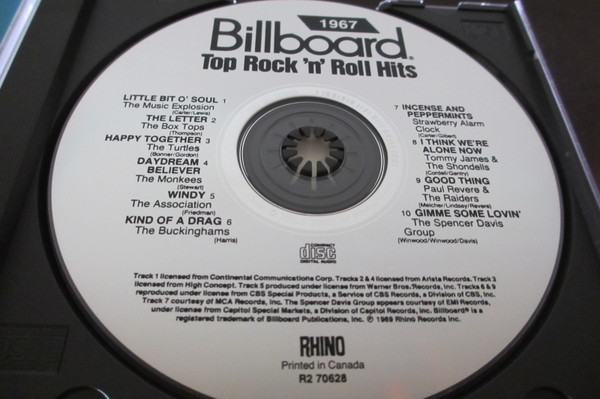 1967
Billboard®
Top Rock 'n' Roll Hits
LITTLE BIT O' SOUL 1
The Music Explosion
(Carter/Lewis)
THE LETTER 2
The Box Tops
(Thompson)
HAPPY TOGETHER 3
The Turtles
(Bonner/Gordon)
DAYDREAM 4
BELIEVER
The Monkees
(Stewart)
WINDY 5
The Association
(Friedman)
KIND OF A DRAG 6
The Buckinghams
(Harris)
7 INCENSE AND
PEPPERMINTS
Strawberry Alarm
Clock
(Carter/Gilbert)
8 I THINK WE'RE
ALONE NOW
Tommy James &
The Shondells
(Cordell/Gentry)
9 GOOD THING
Paul Revere &
The Raiders
(Melcher/Lindsay/Revere)
10 GIMME SOME LOVIN'
The Spencer Davis
Group
(Winwood/Winwood/Davis)
COMPACT
disc
DIGITAL AUDIO
Track 1 licensed from Continental Communications Corp. Tracks 2 & 4 licensed from Arista Records. Track 3
licensed from High Concept. Track 5 produced under license from Warner Bros. Records, Inc. Tracks 6 & 9
reproduced under license from CBS Special Products, a Service of CBS Records, a Division of CBS, Inc.
Track 7 courtesy of MCA Records, Inc. The Spencer Davis Group appears courtesy of EMI Records,
under license from Capitol Special Markets, a Division of Capitol Records, Inc. Billboard® is a
registered trademark of Billboard Publications, Inc. ℗ 1989 Rhino Records Inc.
RHINO
Printed in Canada
R2 70628